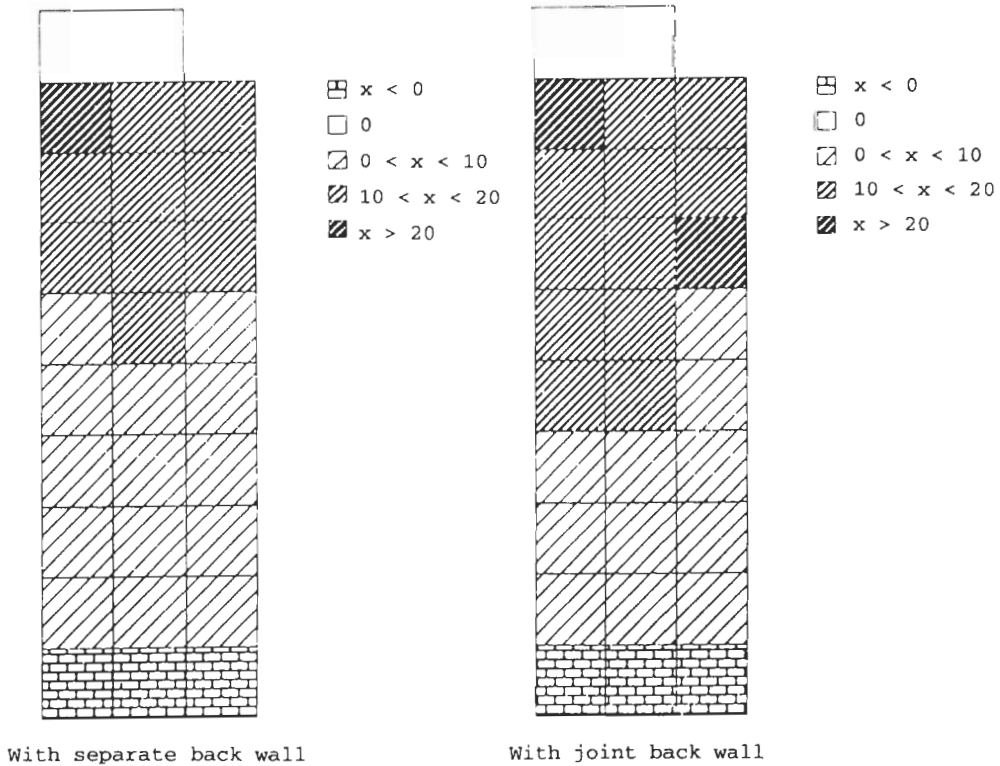 x < 0
0
0 < x < 10
10 < x < 20
x > 20
With separate back wall
x < 0
0
0 < x < 10
10 < x < 20
x > 20
With joint back wall